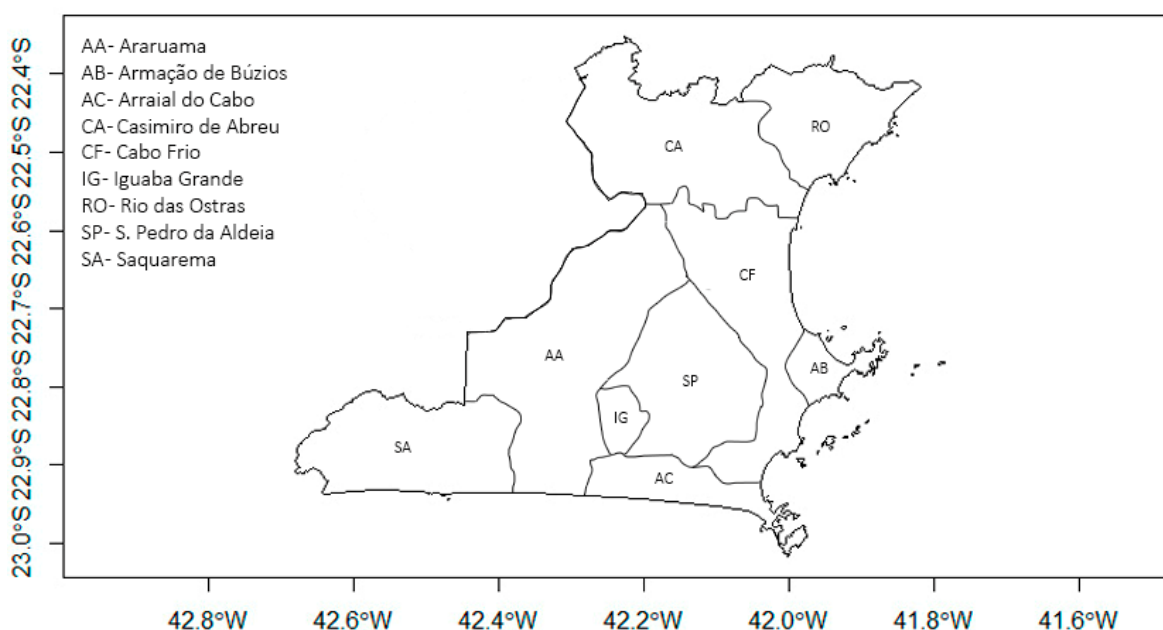 AA- Araruama
AB- Armação de Búzios
AC- Arraial do Cabo
CA- Casimiro de Abreu
CF- Cabo Frio
IG- Iguaba Grande
RO- Rio das Ostras
SP- S. Pedro da Aldeia
SA- Saquarema
22.4°S
22.5°S
22.6°S
22.7°S
22.8°S
22.9°S
23.0°S
RO
CA
CF
AA
AB
SP
IG
SA
AC
42.8°W 42.6°W 42.4°W 42.2°W 42.0°W 41.8°W 41.6°W